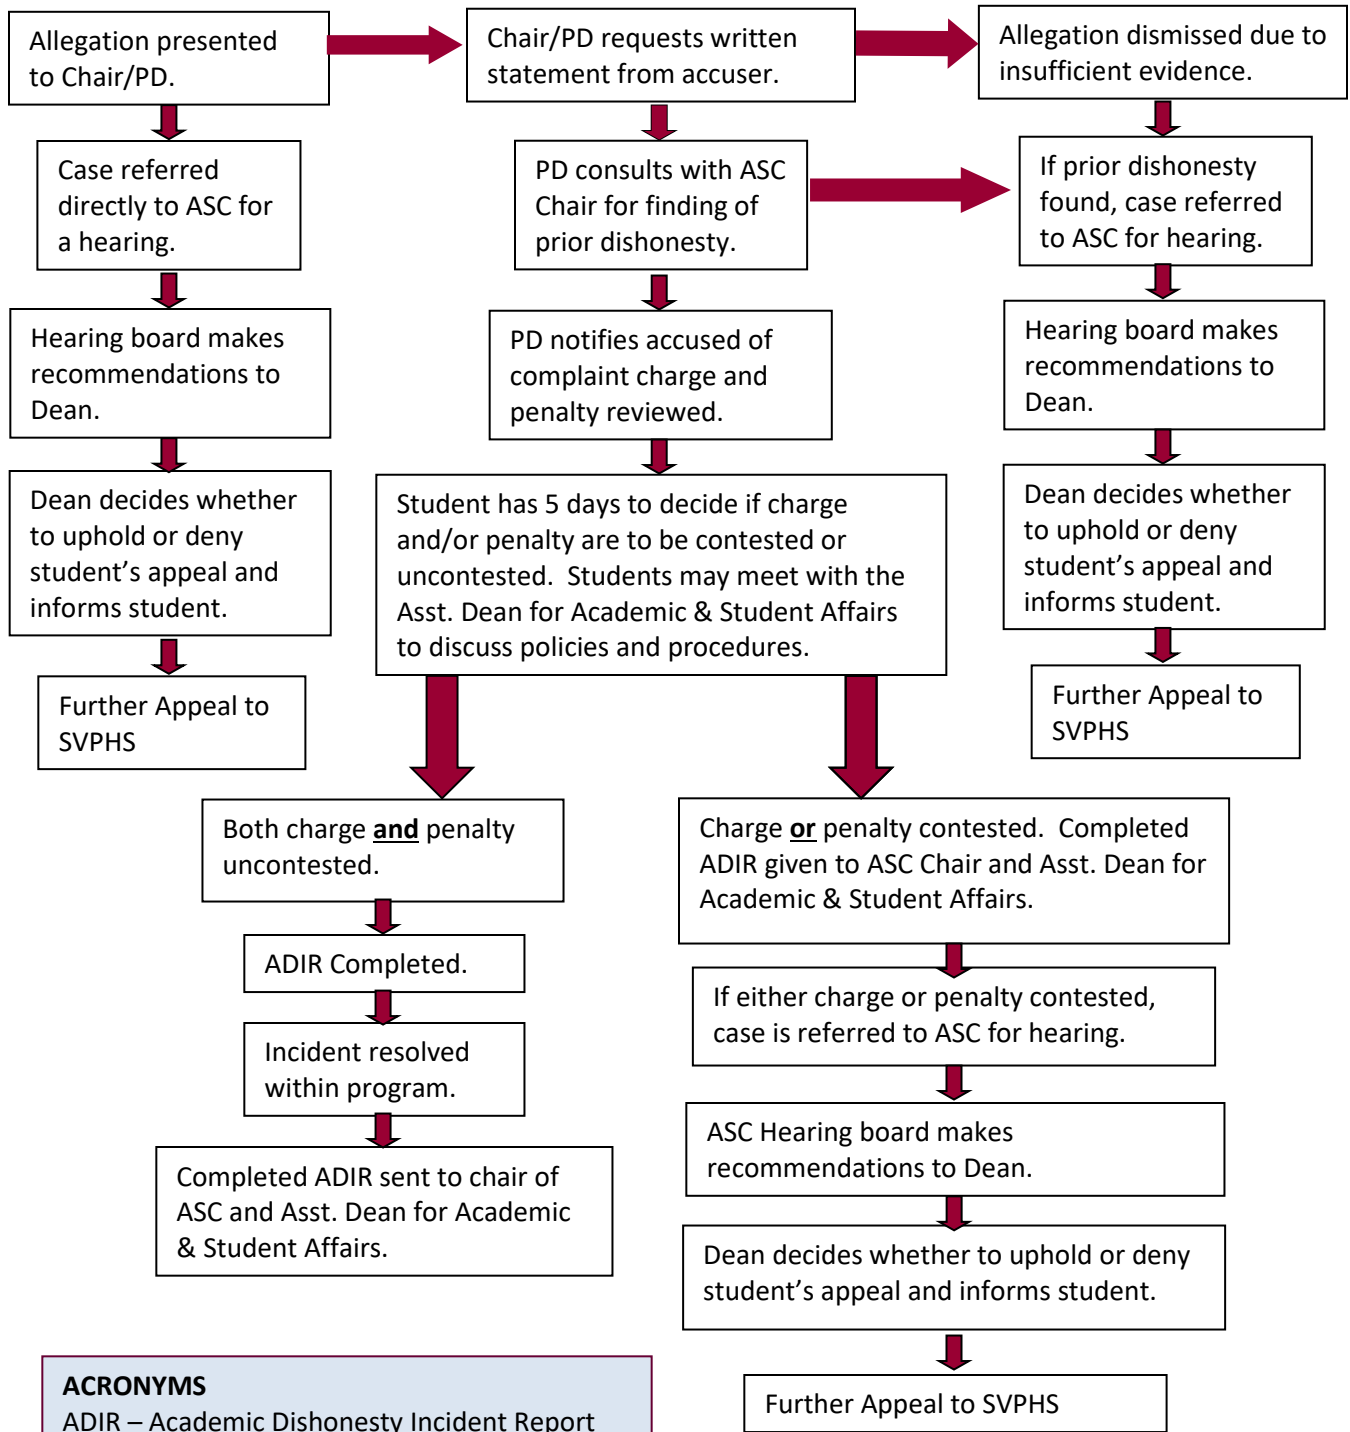 Allegation presented
to Chair/PD.
Chair/PD requests written
statement from accuser.
Allegation dismissed due to
insufficient evidence.
Case referred
directly to ASC for
a hearing.
PD consults with ASC
Chair for finding of
prior dishonesty.
If prior dishonesty
found, case referred
to ASC for hearing.
Hearing board makes
recommendations to
Dean.
PD notifies accused of
complaint charge and
penalty reviewed.
Hearing board makes
recommendations to
Dean.
Dean decides whether
to uphold or deny
student’s appeal and
informs student.
Student has 5 days to decide if charge
and/or penalty are to be contested or
uncontested.  Students may meet with the
Asst. Dean for Academic & Student Affairs
to discuss policies and procedures.
Dean decides whether
to uphold or deny
student’s appeal and
informs student.
Further Appeal to
SVPHS
Further Appeal to
SVPHS
Both charge and penalty
uncontested.
Charge or penalty contested.  Completed
ADIR given to ASC Chair and Asst. Dean for
Academic & Student Affairs.
ADIR Completed.
If either charge or penalty contested,
case is referred to ASC for hearing.
Incident resolved
within program.
ASC Hearing board makes
recommendations to Dean.
Completed ADIR sent to chair of
ASC and Asst. Dean for Academic
& Student Affairs.
Dean decides whether to uphold or deny
student’s appeal and informs student.
Further Appeal to SVPHS
ACRONYMS
ADIR – Academic Dishonesty Incident Report